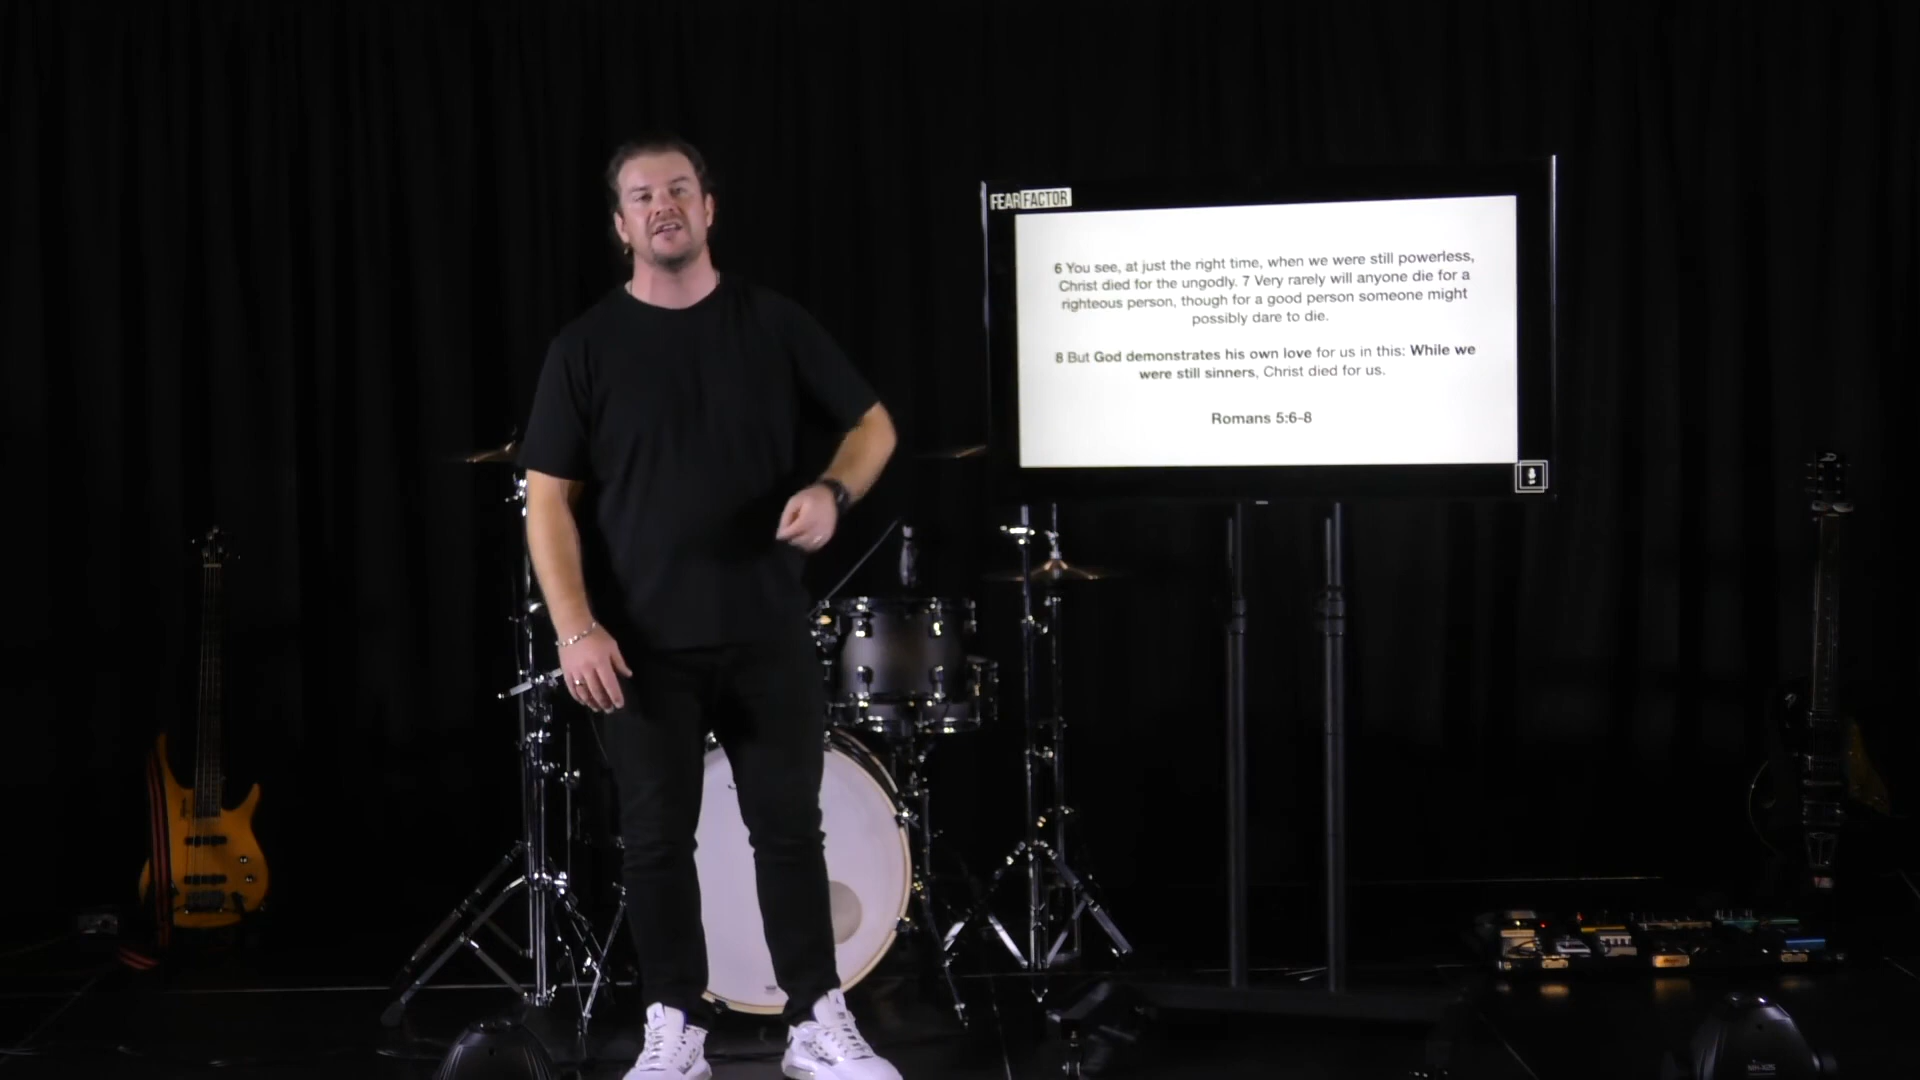 FEAR FACTOR
6 You see, at just the right time, when we were still powerless,
Christ died for the ungodly. 7 Very rarely will anyone die for a
righteous person, though for a good person someone might
possibly dare to die.
8 But God demonstrates his own love for us in this: While we
were still sinners, Christ died for us.
Romans 5:6-8